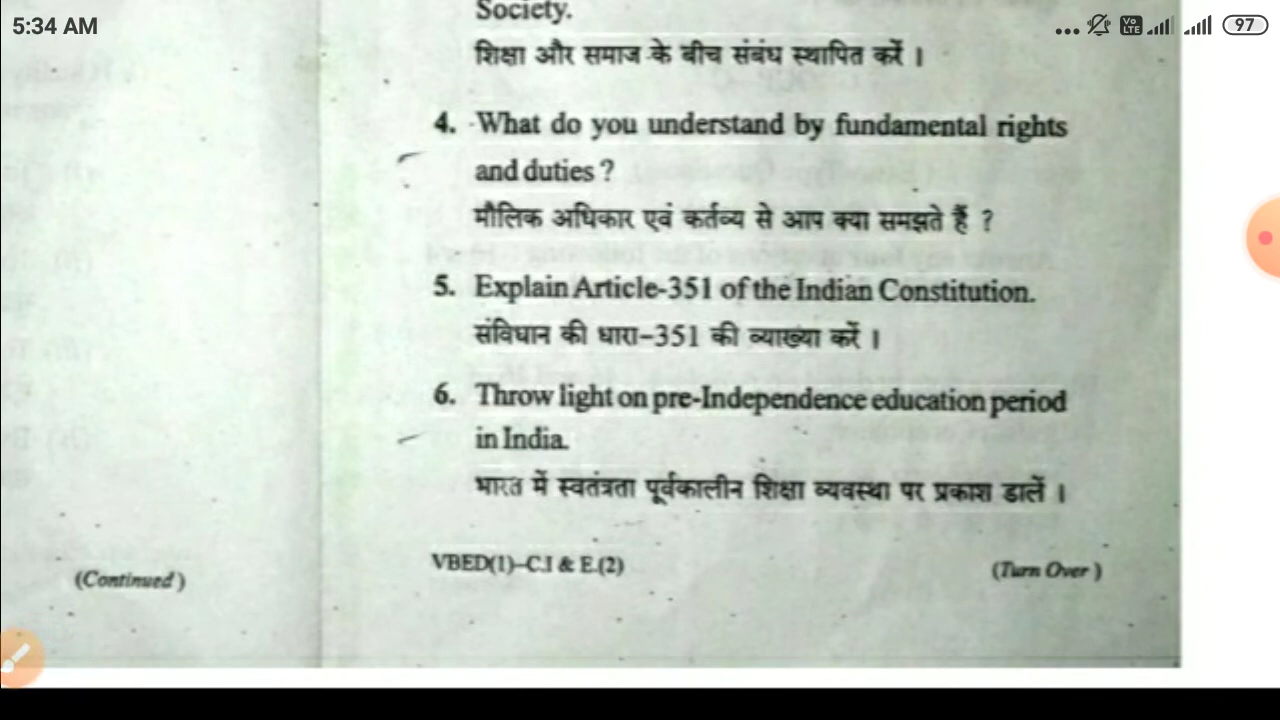 5:34 AM
97
Society.
शिक्षा और समाज के बीच संबंध स्थापित करें ।
4. What do you understand by fundamental rights
and duties ?
मौलिक अधिकार एवं कर्तव्य से आप क्या समझते हैं ?
5. Explain Article-351 of the Indian Constitution.
संविधान की धारा-351 की व्याख्या करें ।
6. Throw light on pre-Independence education period
in India.
भारत में स्वतंत्रता पूर्वकालीन शिक्षा व्यवस्था पर प्रकाश डालें ।
(Continued)
VBED(1)-C.I & E.(2)
(Turn Over)